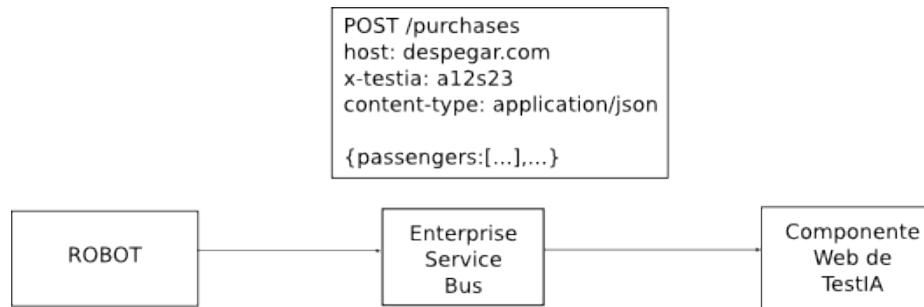 POST /purchases
host: despegar.com
x-testia: a12s23
content-type: application/json
{passengers:[...],...}
ROBOT
Enterprise
Service
Bus
Componente
Web de
TestIA